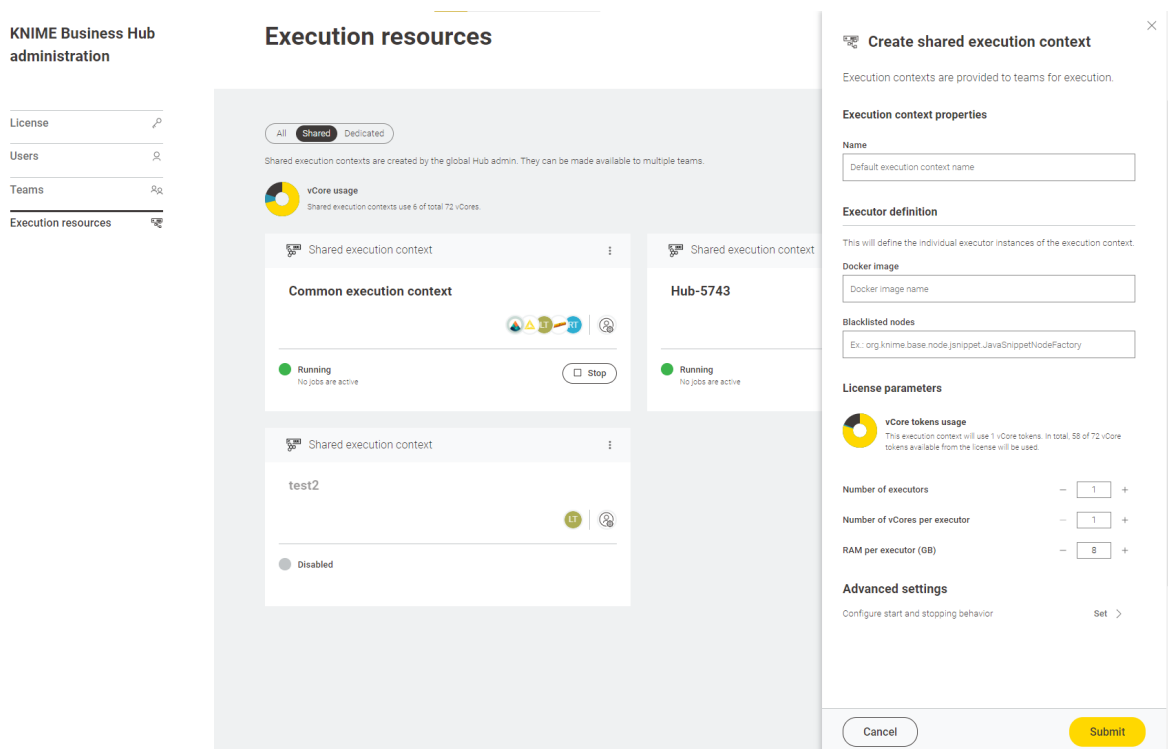 KNIME Business Hub
administration
License
Users
Teams
Execution resources
Execution resources
All Shared Dedicated
Shared execution contexts are created by the global Hub admin. They can be made available to multiple teams.
vCore usage
Shared execution contexts use 6 of total 72 vCores.
Shared execution context
Common execution context
LT RT
Running
No jobs are active
Stop
Shared execution context
Hub-5743
Running
No jobs are active
Shared execution context
test2
LT
Disabled
Create shared execution context
Execution contexts are provided to teams for execution.
Execution context properties
Name
Default execution context name
Executor definition
This will define the individual executor instances of the execution context.
Docker image
Docker image name
Blacklisted nodes
Ex.: org.knime.base.node.jsnippet.JavaSnippetNodeFactory
License parameters
vCore tokens usage
This execution context will use 1 vCore tokens. In total, 58 of 72 vCore
tokens available from the license will be used.
Number of executors − 1 +
Number of vCores per executor − 1 +
RAM per executor (GB) − 8 +
Advanced settings
Configure start and stopping behavior Set
Cancel Submit